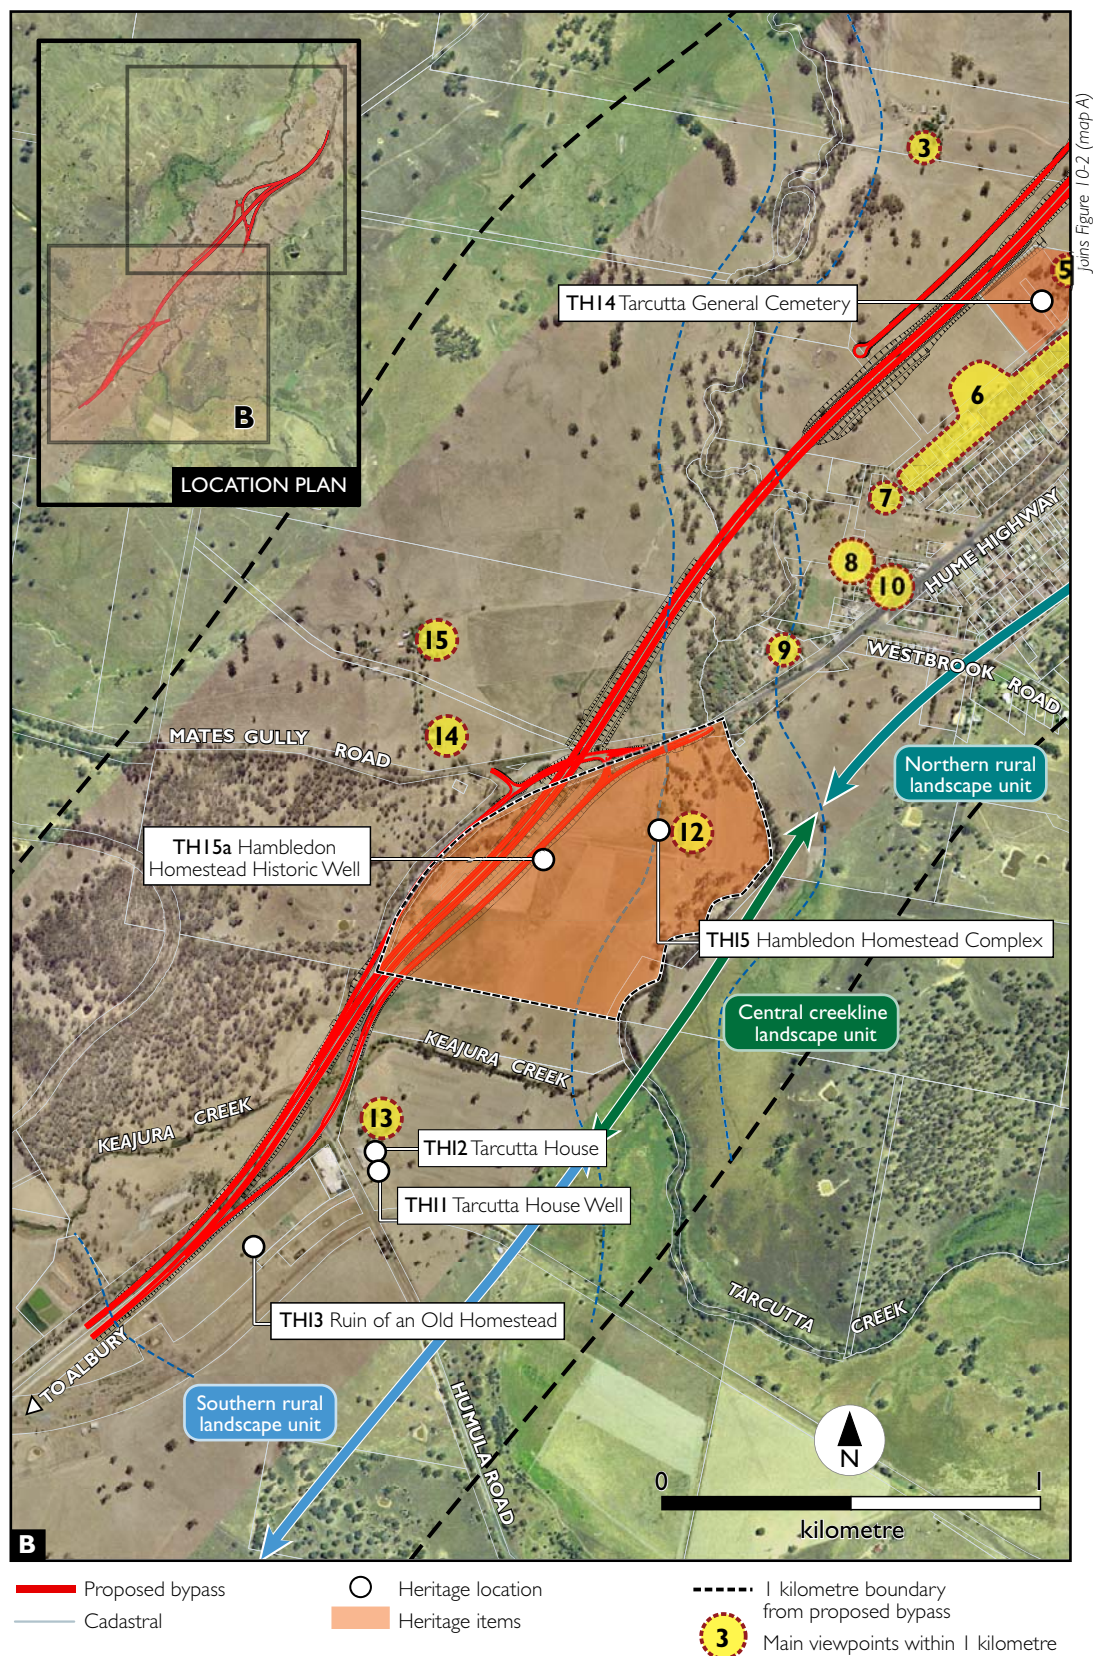 B
LOCATION PLAN
joins Figure 10-2 (map A)
3
5
TH14 Tarcutta General Cemetery
6
7
8
10
HUME HIGHWAY
15
9
WESTBROOK ROAD
14
MATES GULLY ROAD
Northern rural
landscape unit
12
TH15a Hambledon
Homestead Historic Well
TH15 Hambledon Homestead Complex
Central creekline
landscape unit
KEAJURA CREEK
KEAJURA CREEK
13
TH12 Tarcutta House
TH11 Tarcutta House Well
TARCUTTA CREEK
TH13 Ruin of an Old Homestead
TO ALBURY
Southern rural
landscape unit
HUMULA ROAD
N
0 1
kilometre
B
Proposed bypass
Cadastral
Heritage location
Heritage items
1 kilometre boundary
from proposed bypass
3 Main viewpoints within 1 kilometre